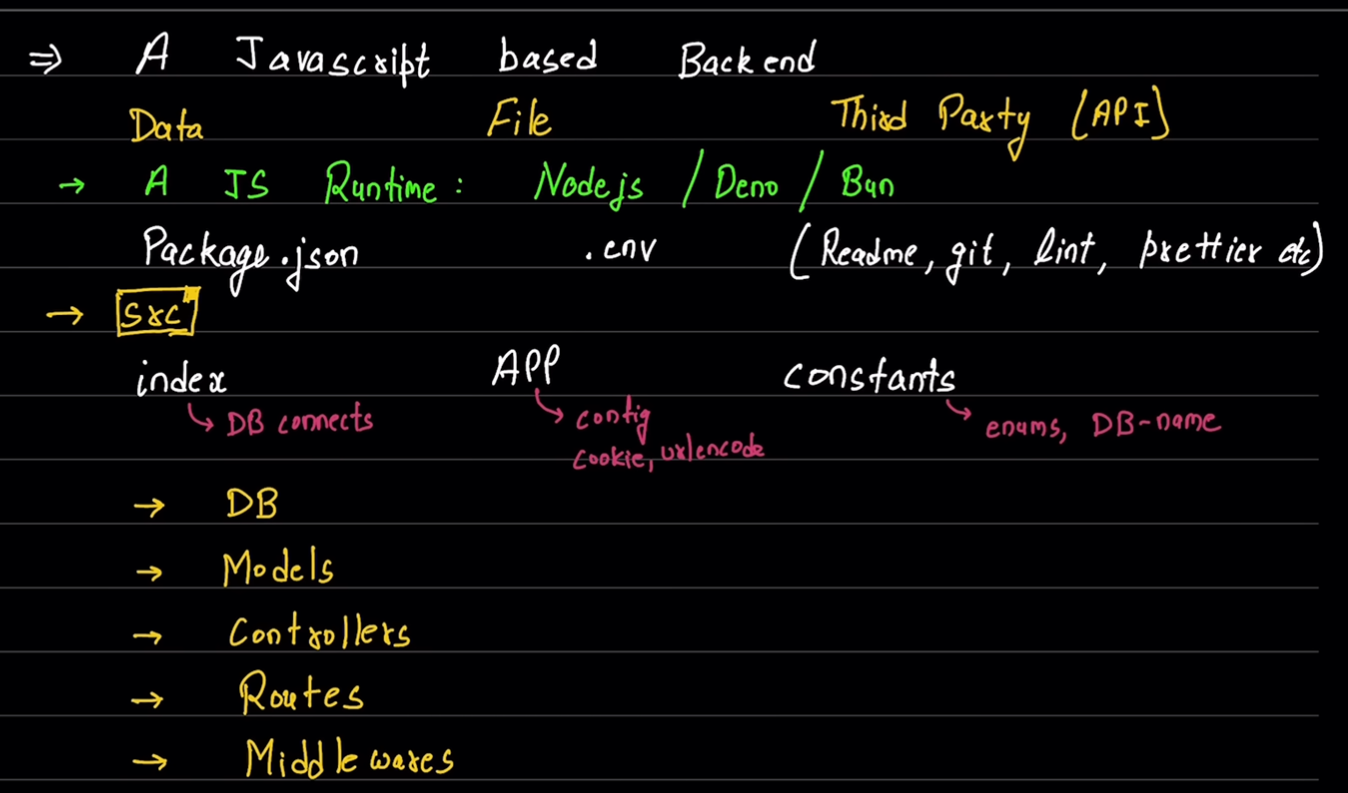 ⇒ A Javascript based Backend
Data File Third Party (API)
→ A JS Runtime: Nodejs / Deno / Bun
Package.json .env (Readme, git, lint, prettier etc)
→ src
index APP constants
↳ DB connects ↳ config ↳ enums, DB-name
cookie, urlencode
→ DB
→ Models
→ Controllers
→ Routes
→ Middlewares